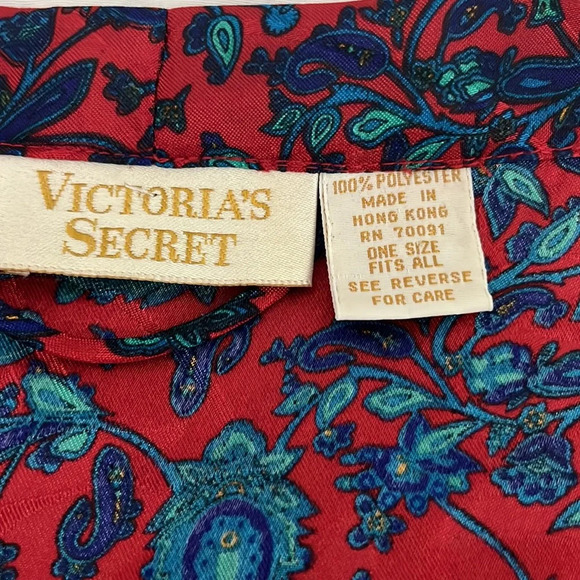 VICTORIA'S
SECRET
100% POLYESTER
MADE IN
HONG KONG
RN 70091
ONE SIZE
FITS ALL
SEE REVERSE
FOR CARE